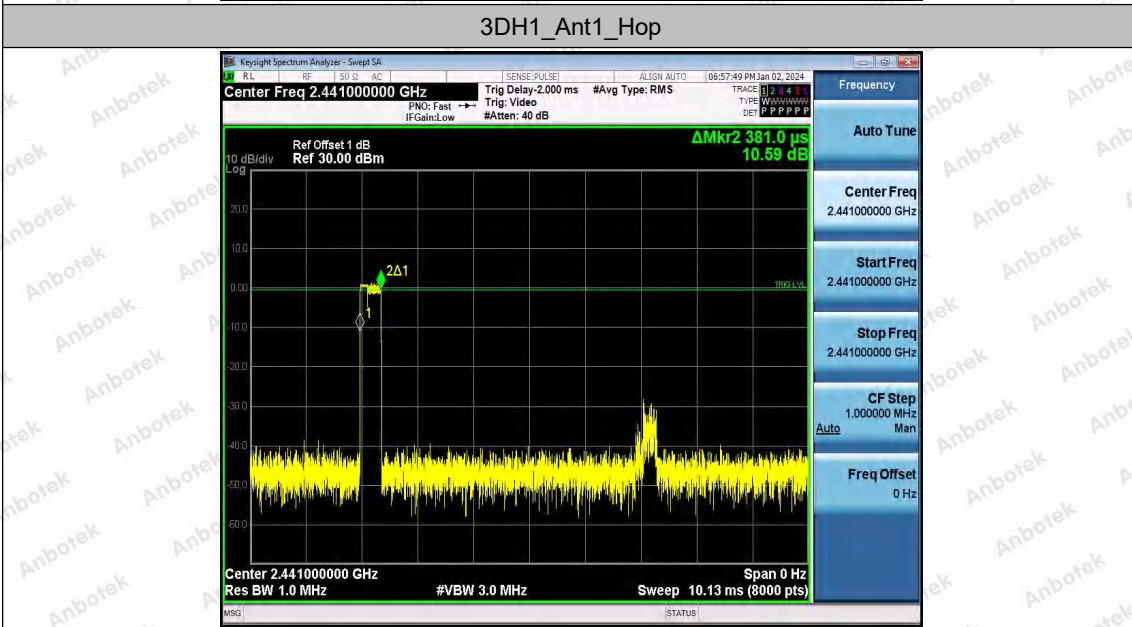 3DH1_Ant1_Hop
Keysight Spectrum Analyzer - Swept SA
RL RF 50 Ω AC SENSE:PULSE ALIGN AUTO 06:57:49 PM Jan 02, 2024
Center Freq 2.441000000 GHz
PNO: Fast
IFGain:Low
Trig Delay-2.000 ms
Trig: Video
#Atten: 40 dB
#Avg Type: RMS
TRACE 1 2 3 4 5 6
TYPE WWWWWW
DET P P P P P P
ΔMkr2 381.0 µs
10.59 dB
Ref Offset 1 dB
10 dB/div Ref 30.00 dBm
Log
20.0
10.0
0.00
-10.0
-20.0
-30.0
-40.0
-50.0
-60.0
2Δ1
1
TRIG LVL
Center 2.441000000 GHz Span 0 Hz
Res BW 1.0 MHz #VBW 3.0 MHz Sweep 10.13 ms (8000 pts)
MSG STATUS
Frequency
Auto Tune
Center Freq
2.441000000 GHz
Start Freq
2.441000000 GHz
Stop Freq
2.441000000 GHz
CF Step
1.000000 MHz
Auto Man
Freq Offset
0 Hz
Anbotek